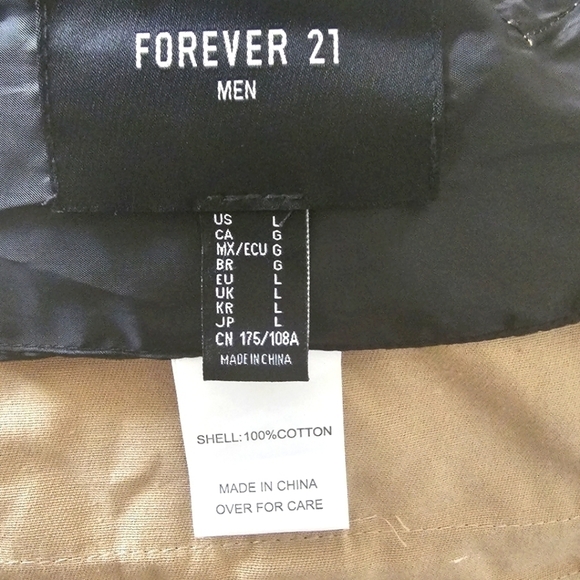 FOREVER 21
MEN
US L
CA G
MX/ECU G
BR G
EU L
UK L
KR L
JP L
CN 175/108A
MADE IN CHINA
SHELL:100%COTTON
MADE IN CHINA
OVER FOR CARE